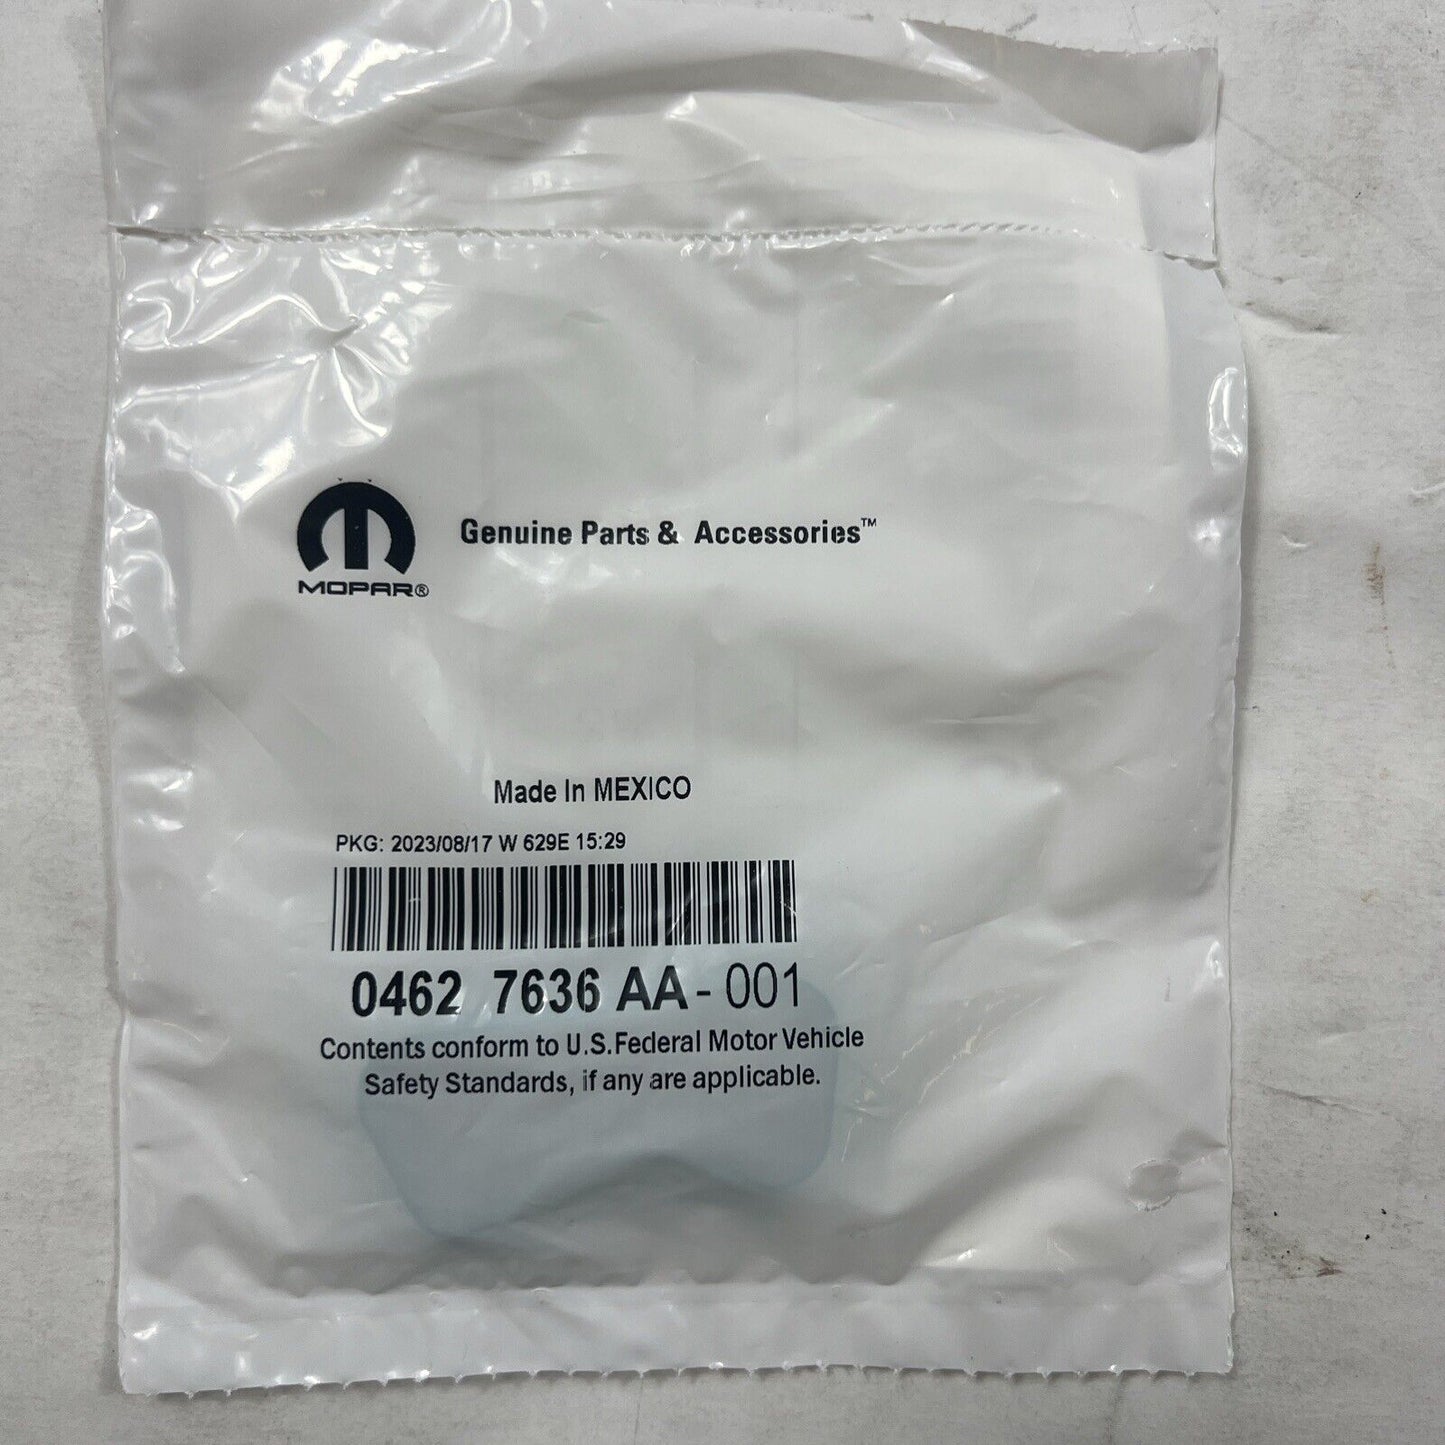 MOPAR®
Genuine Parts & Accessories™
Made In MEXICO
PKG: 2023/08/17 W 629E 15:29
0462 7636 AA - 001
Contents conform to U.S.Federal Motor Vehicle
Safety Standards, if any are applicable.